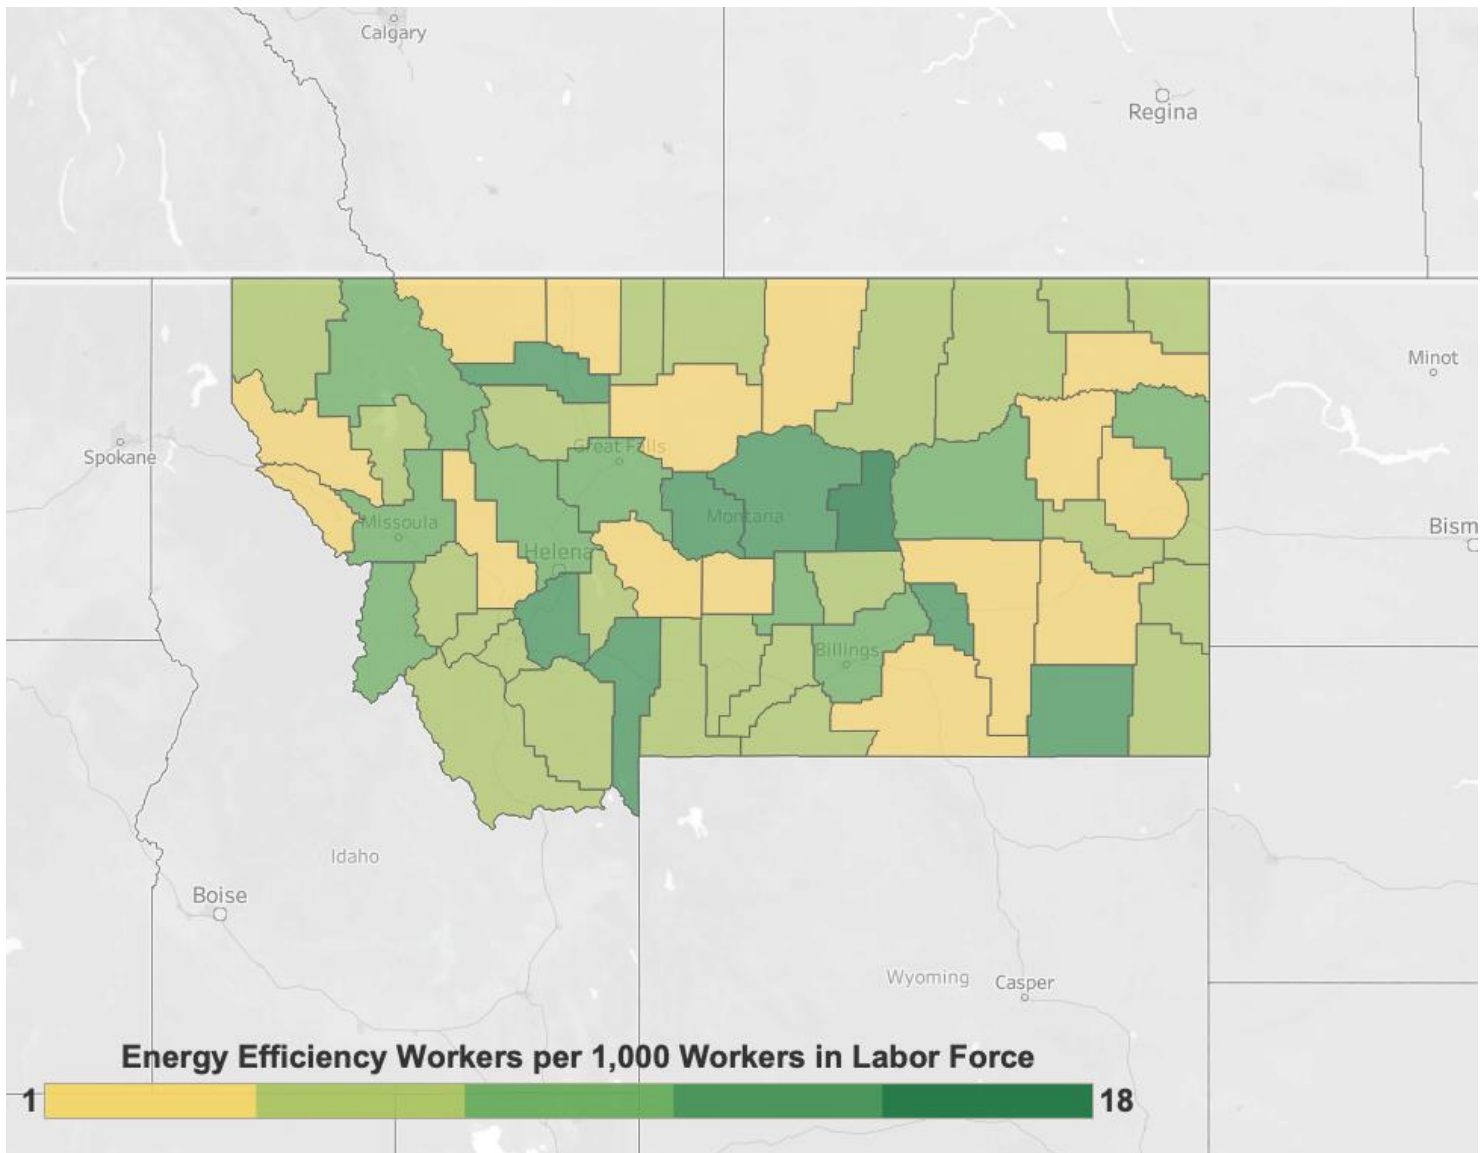 Calgary
Regina
Minot
Spokane
Great Falls
Missoula
Montana
Bism
Helena
Billings
Idaho
Boise
Wyoming
Casper
Energy Efficiency Workers per 1,000 Workers in Labor Force
1
18